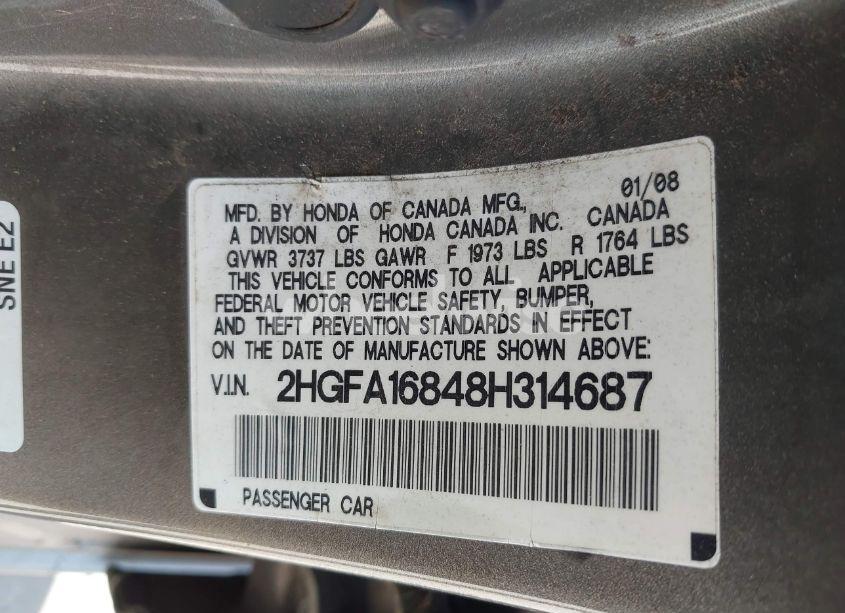 SNE E2
01/08
MFD. BY HONDA OF CANADA MFG.,
A DIVISION OF HONDA CANADA INC. CANADA
GVWR 3737 LBS GAWR F 1973 LBS R 1764 LBS
THIS VEHICLE CONFORMS TO ALL APPLICABLE
FEDERAL MOTOR VEHICLE SAFETY, BUMPER,
AND THEFT PREVENTION STANDARDS IN EFFECT
ON THE DATE OF MANUFACTURE SHOWN ABOVE:
V.I.N. 2HGFA16848H314687
PASSENGER CAR